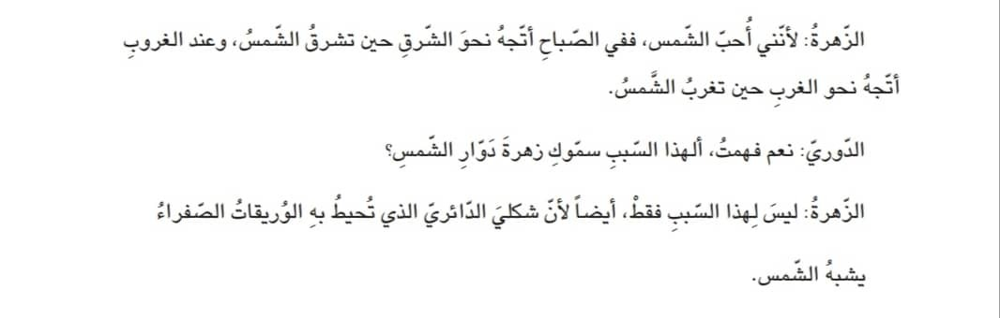 الزّهرةُ: لأنّني أُحبّ الشّمس، ففي الصّباحِ أتّجهُ نحوَ الشّرقِ حين تشرقُ الشّمسُ، وعند الغروبِ
أتّجهُ نحو الغربِ حين تغربُ الشَّمسُ.
الدّوريّ: نعم فهمتُ، ألهذا السّببِ سمّوكِ زهرةَ دَوّارِ الشّمسِ؟
الزّهرةُ: ليسَ لِهذا السّببِ فقطْ، أيضاً لأنّ شكليَ الدّائريّ الذي تُحيطُ بهِ الوُريقاتُ الصّفراءُ
يشبهُ الشّمس.